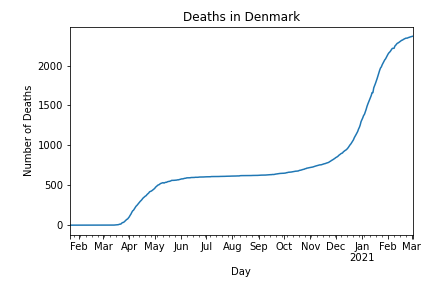 Deaths in Denmark
Number of Deaths
2000
1500
1000
500
0
Feb Mar Apr May Jun Jul Aug Sep Oct Nov Dec Jan Feb Mar
2021
Day